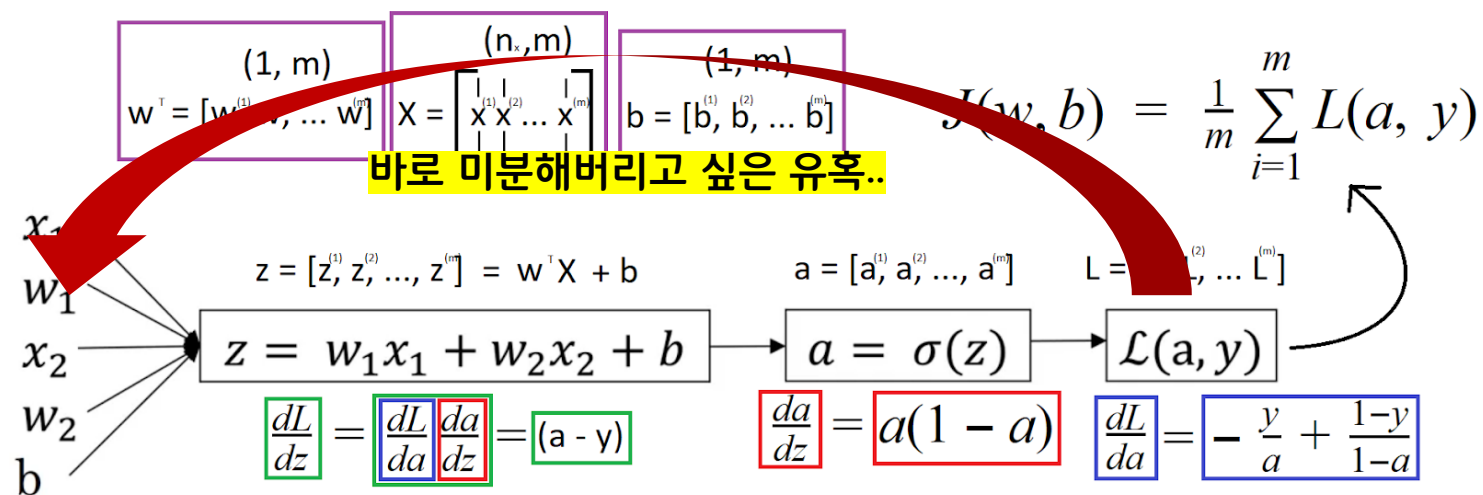 (1, m)
wᵀ = [w⁽¹⁾, ... w⁽ᵐ⁾]
(nₓ,m)
X = [x⁽¹⁾ x⁽²⁾ ... x⁽ᵐ⁾]
(1, m)
b = [b⁽¹⁾, b⁽²⁾, ... b⁽ᵐ⁾]
J(w, b) = 1/m ∑ᵢ₌₁ᵐ L(a, y)
바로 미분해버리고 싶은 유혹..
x₁
w₁
x₂
w₂
b
z = [z⁽¹⁾, z⁽²⁾, ..., z⁽ᵐ⁾] = wᵀX + b
a = [a⁽¹⁾, a⁽²⁾, ..., a⁽ᵐ⁾]
L = L⁽²⁾, ... L⁽ᵐ⁾]
z = w₁x₁ + w₂x₂ + b
a = σ(z)
ℒ(a, y)
dL/dz = dL/da da/dz = (a - y)
da/dz = a(1 − a)
dL/da = − y/a + 1−y/1−a